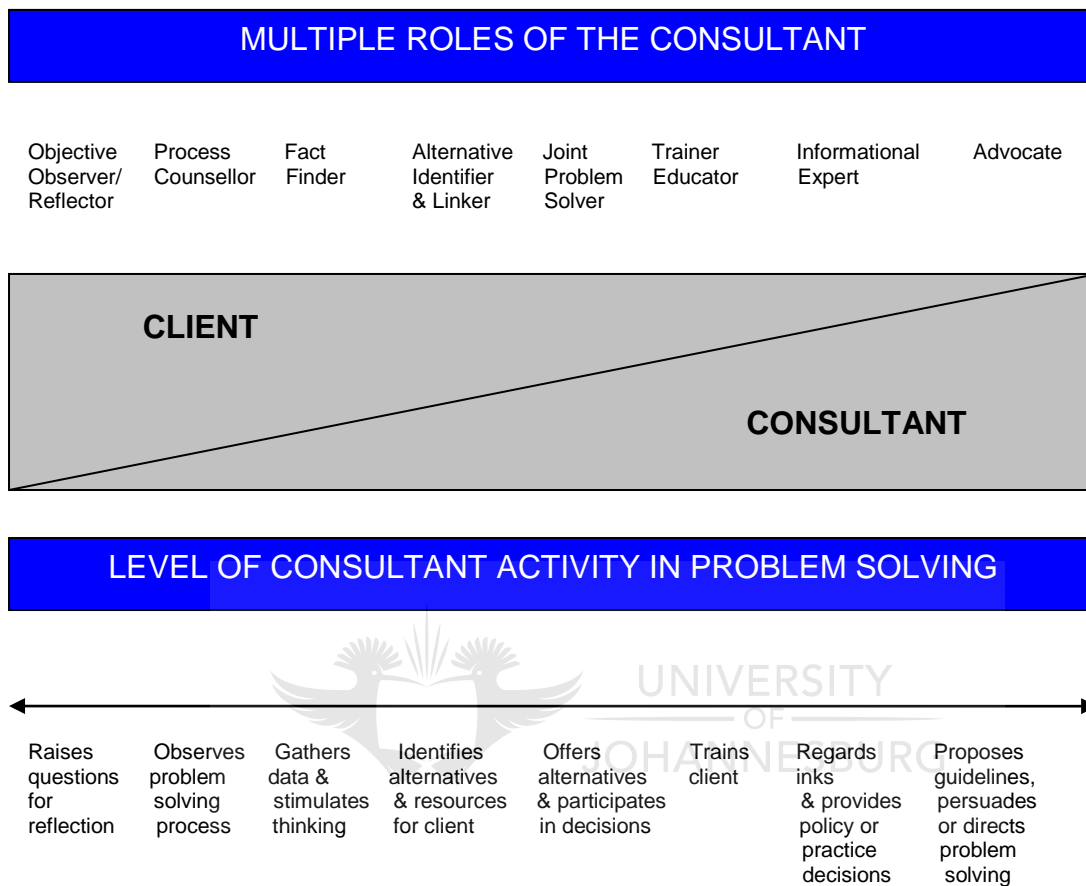 MULTIPLE ROLES OF THE CONSULTANT
Objective Observer/ Reflector
Process Counsellor
Fact Finder
Alternative Identifier & Linker
Joint Problem Solver
Trainer Educator
Informational Expert
Advocate
CLIENT
CONSULTANT
LEVEL OF CONSULTANT ACTIVITY IN PROBLEM SOLVING
UNIVERSITY
OF
JOHANNESBURG
Raises questions for reflection
Observes problem solving process
Gathers data & stimulates thinking
Identifies alternatives & resources for client
Offers alternatives & participates in decisions
Trains client
Regards inks & provides policy or practice decisions
Proposes guidelines, persuades or directs problem solving